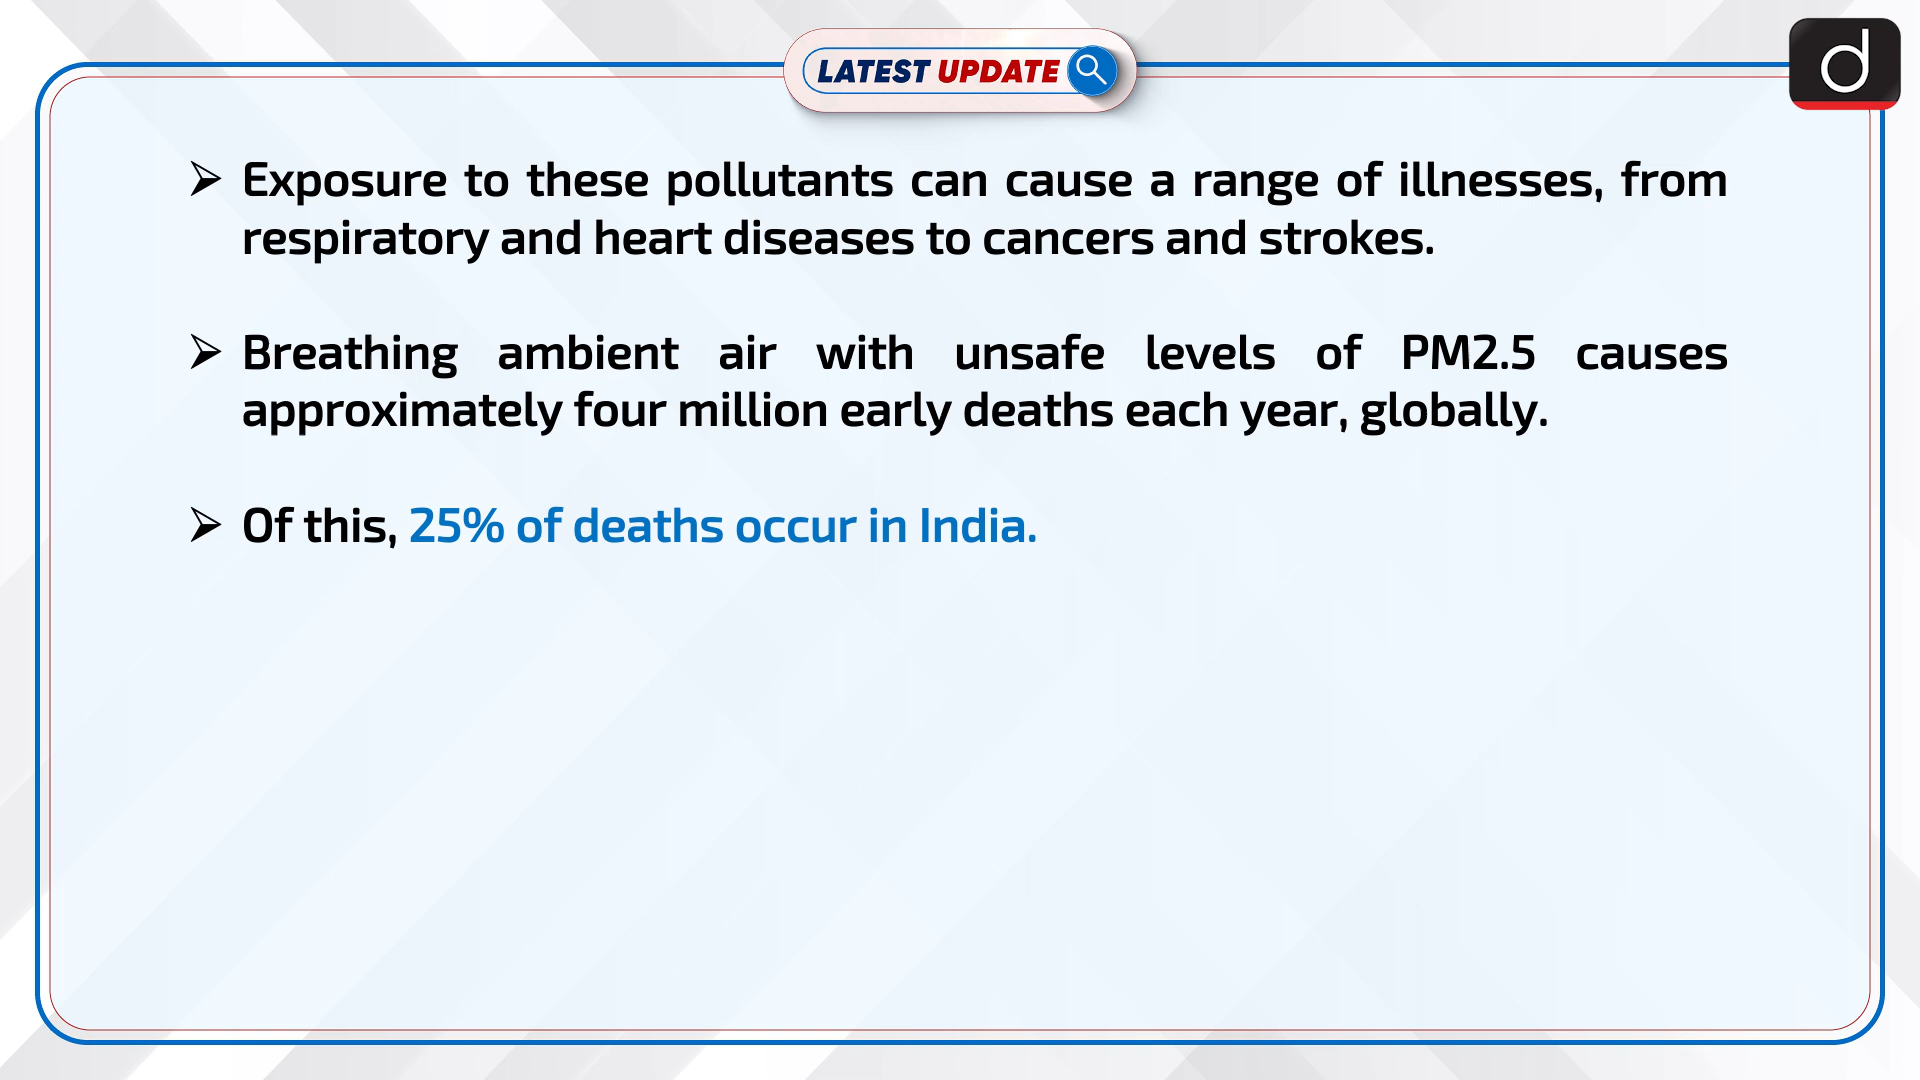 LATEST UPDATE
d
➢ Exposure to these pollutants can cause a range of illnesses, from
respiratory and heart diseases to cancers and strokes.
➢ Breathing ambient air with unsafe levels of PM2.5 causes
approximately four million early deaths each year, globally.
➢ Of this, 25% of deaths occur in India.